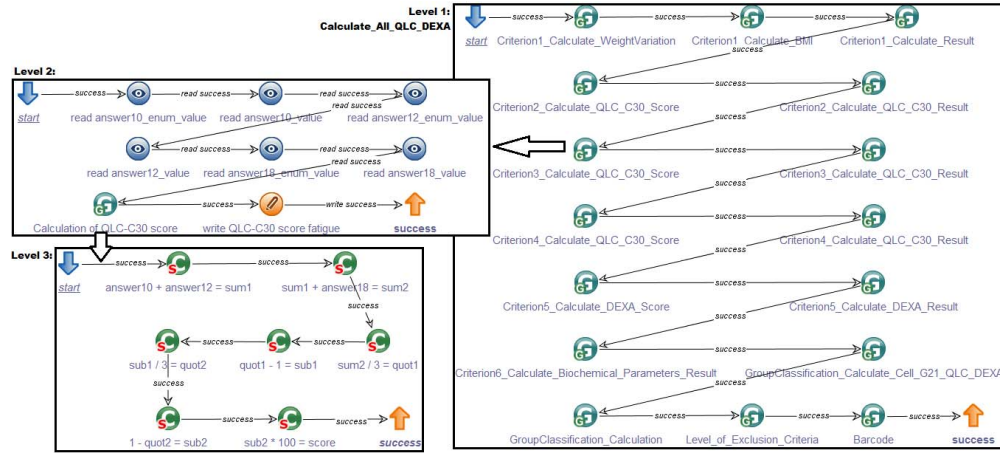 Level 1:
Calculate_All_QLC_DEXA
success success success
start Criterion1_Calculate_WeightVariation Criterion1_Calculate_BMI Criterion1_Calculate_Result
success
success
Criterion2_Calculate_QLC_C30_Score Criterion2_Calculate_QLC_C30_Result
success
success
Criterion3_Calculate_QLC_C30_Score Criterion3_Calculate_QLC_C30_Result
success
success
Criterion4_Calculate_QLC_C30_Score Criterion4_Calculate_QLC_C30_Result
success
success
Criterion5_Calculate_DEXA_Score Criterion5_Calculate_DEXA_Result
success
success
Criterion6_Calculate_Biochemical_Parameters_Result GroupClassification_Calculate_Cell_G21_QLC_DEXA
success
success success success
GroupClassification_Calculation Level_of_Exclusion_Criteria Barcode success
Level 2:
success read success read success
start read answer10_enum_value read answer10_value read answer12_enum_value
read success
read success read success
read answer12_value read answer18_enum_value read answer18_value
read success
success write success
Calculation of QLC-C30 score write QLC-C30 score fatigue success
Level 3:
success success
start answer10 + answer12 = sum1 sum1 + answer18 = sum2
success
success success
sub1 / 3 = quot2 quot1 - 1 = sub1 sum2 / 3 = quot1
success
success success
1 - quot2 = sub2 sub2 * 100 = score success